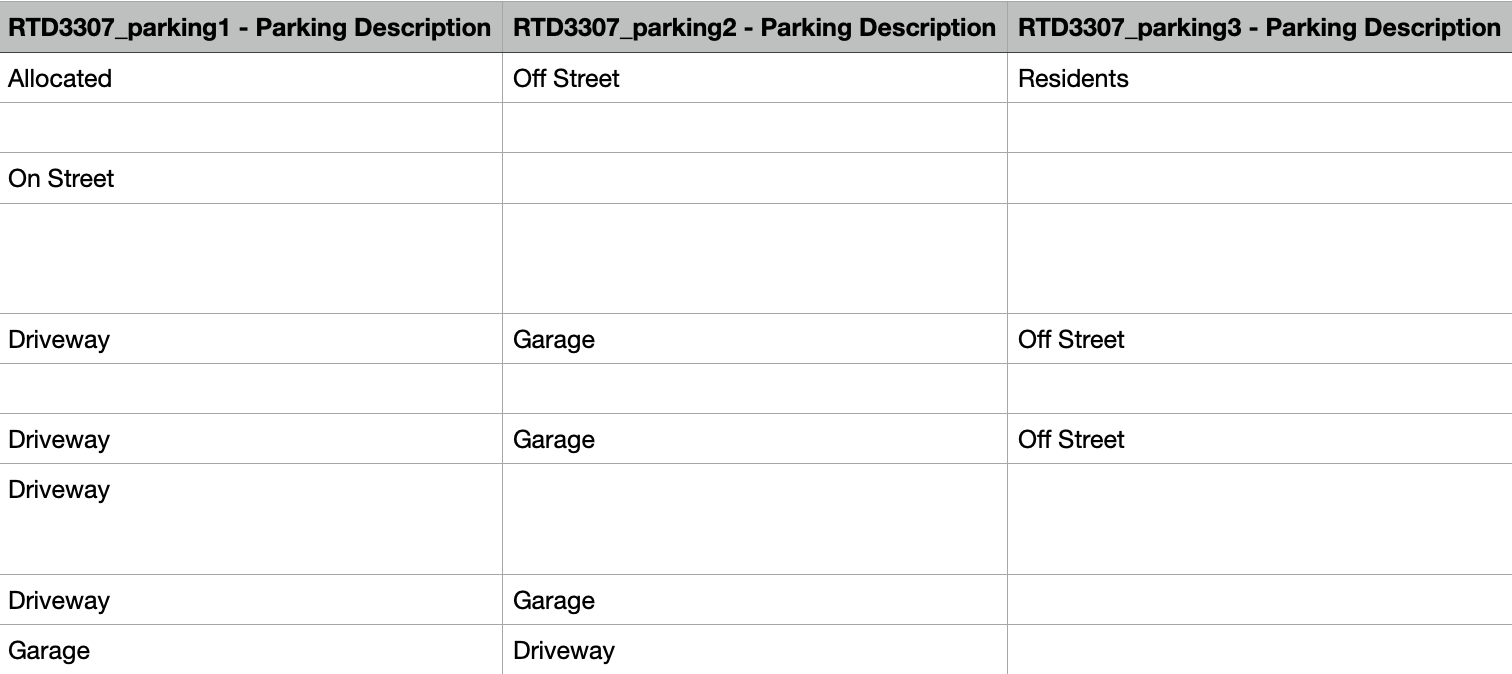 RTD3307_parking1 - Parking Description RTD3307_parking2 - Parking Description RTD3307_parking3 - Parking Description
Allocated Off Street Residents
On Street
Driveway Garage Off Street
Driveway Garage Off Street
Driveway
Driveway Garage
Garage Driveway